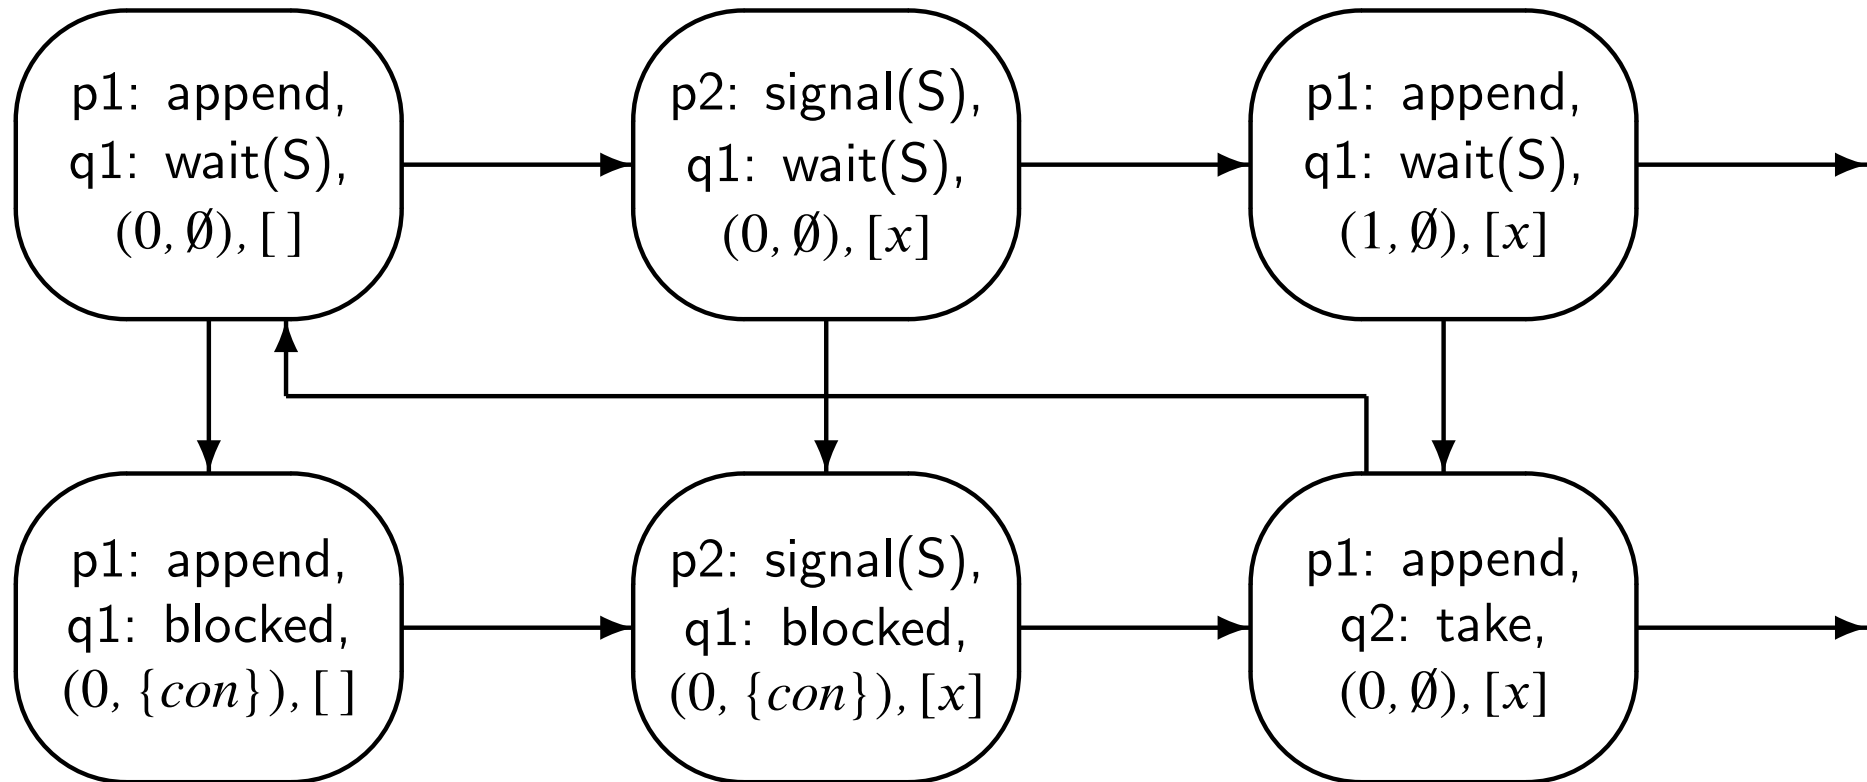 p1: append,
q1: wait(S),
(0, ∅), [ ]
p2: signal(S),
q1: wait(S),
(0, ∅), [x]
p1: append,
q1: wait(S),
(1, ∅), [x]
p1: append,
q1: blocked,
(0, {con}), [ ]
p2: signal(S),
q1: blocked,
(0, {con}), [x]
p1: append,
q2: take,
(0, ∅), [x]